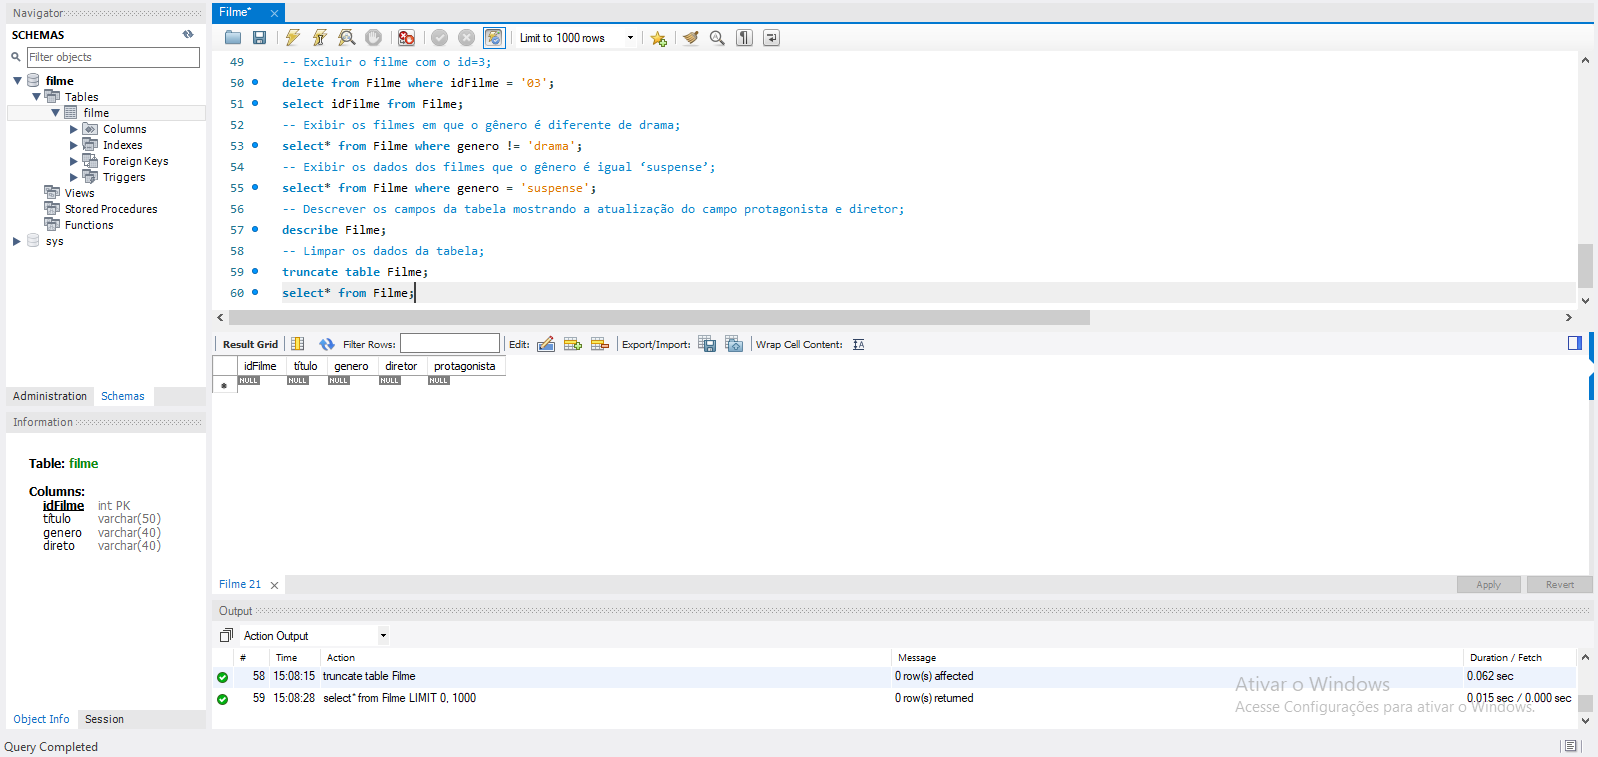 Navigator
SCHEMAS
Filter objects
filme
Tables
filme
Columns
Indexes
Foreign Keys
Triggers
Views
Stored Procedures
Functions
sys
Administration Schemas
Information
Table: filme
Columns:
idFilme int PK
título varchar(50)
genero varchar(40)
direto varchar(40)
Object Info Session
Query Completed
Filme*
Limit to 1000 rows
49 -- Excluir o filme com o id=3;
50 delete from Filme where idFilme = '03';
51 select idFilme from Filme;
52 -- Exibir os filmes em que o gênero é diferente de drama;
53 select* from Filme where genero != 'drama';
54 -- Exibir os dados dos filmes que o gênero é igual ‘suspense’;
55 select* from Filme where genero = 'suspense';
56 -- Descrever os campos da tabela mostrando a atualização do campo protagonista e diretor;
57 describe Filme;
58 -- Limpar os dados da tabela;
59 truncate table Filme;
60 select* from Filme;
Result Grid Filter Rows: Edit: Export/Import: Wrap Cell Content:
idFilme título genero diretor protagonista
NULL NULL NULL NULL NULL
Filme 21 Apply Revert
Output
Action Output
# Time Action Message Duration / Fetch
58 15:08:15 truncate table Filme 0 row(s) affected 0.062 sec
59 15:08:28 select* from Filme LIMIT 0, 1000 0 row(s) returned 0.015 sec / 0.000 sec
Ativar o Windows
Acesse Configurações para ativar o Windows.